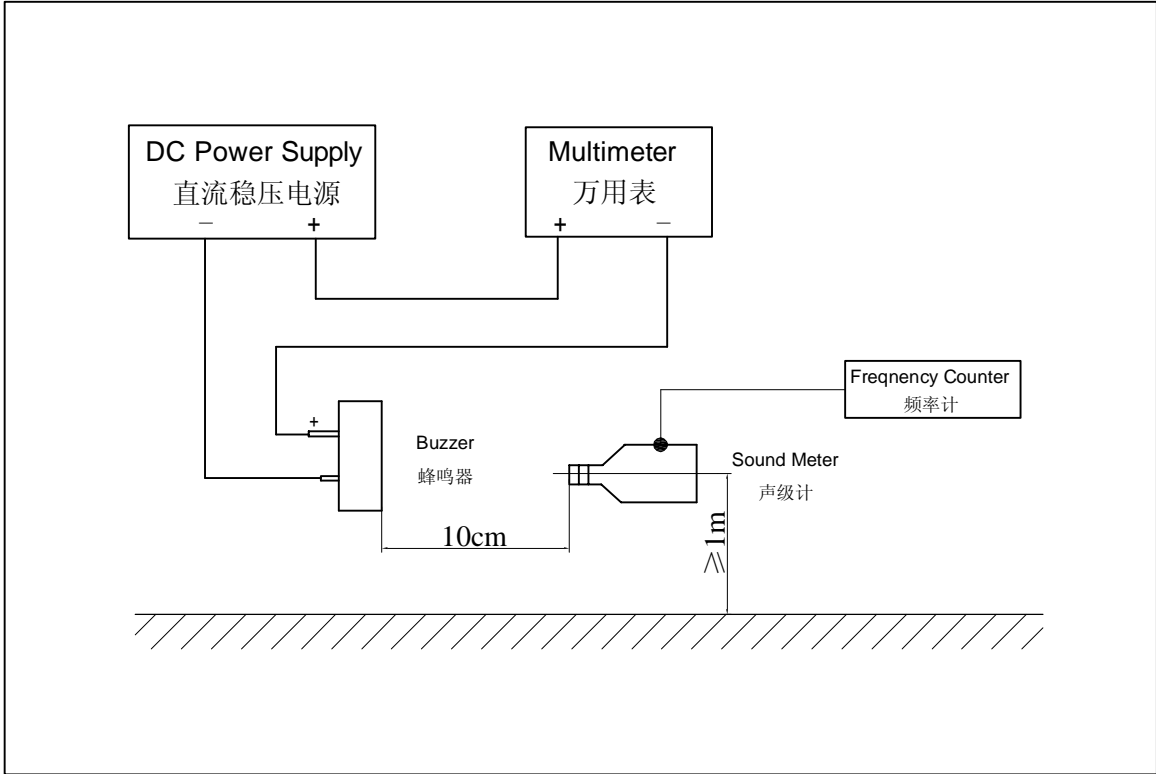 DC Power Supply
直流稳压电源
— +
Multimeter
万用表
+ —
Freqnency Counter
频率计
+
Buzzer
蜂鸣器
Sound Meter
声级计
10cm
≥1m